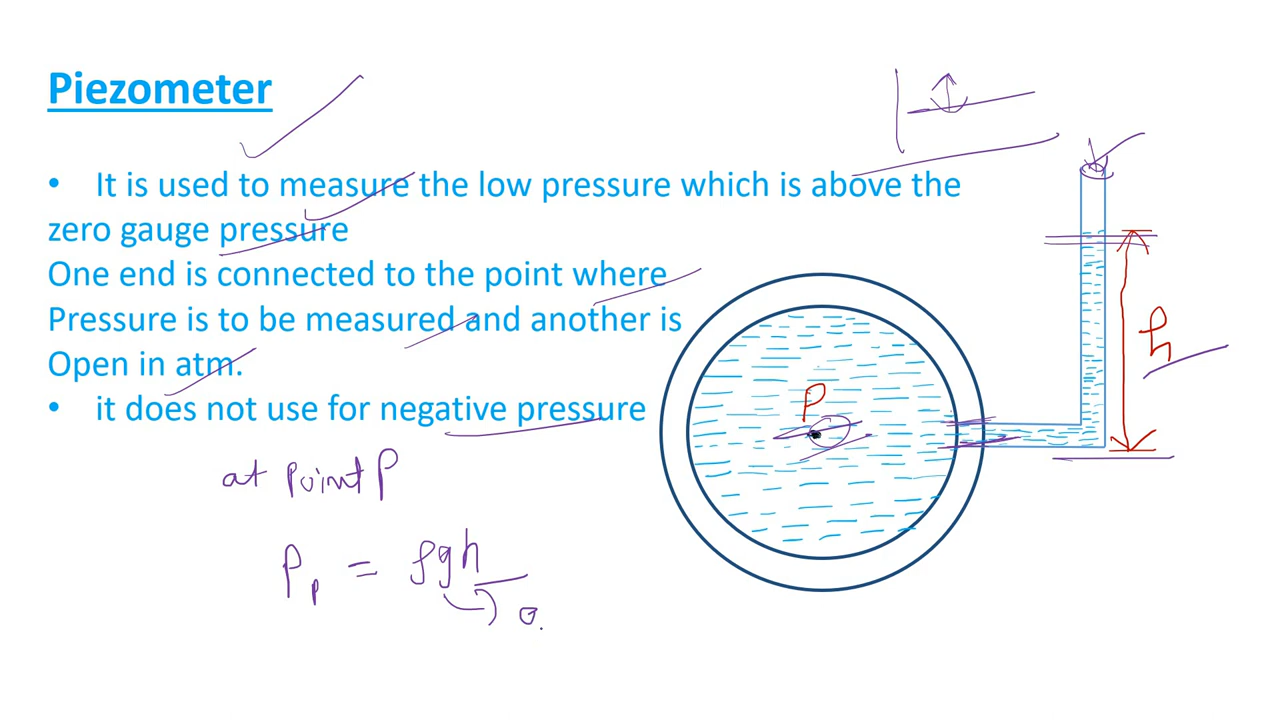 Piezometer
• It is used to measure the low pressure which is above the
zero gauge pressure
One end is connected to the point where
Pressure is to be measured and another is
Open in atm.
• it does not use for negative pressure
P
h
at point P
Pp = ρgh